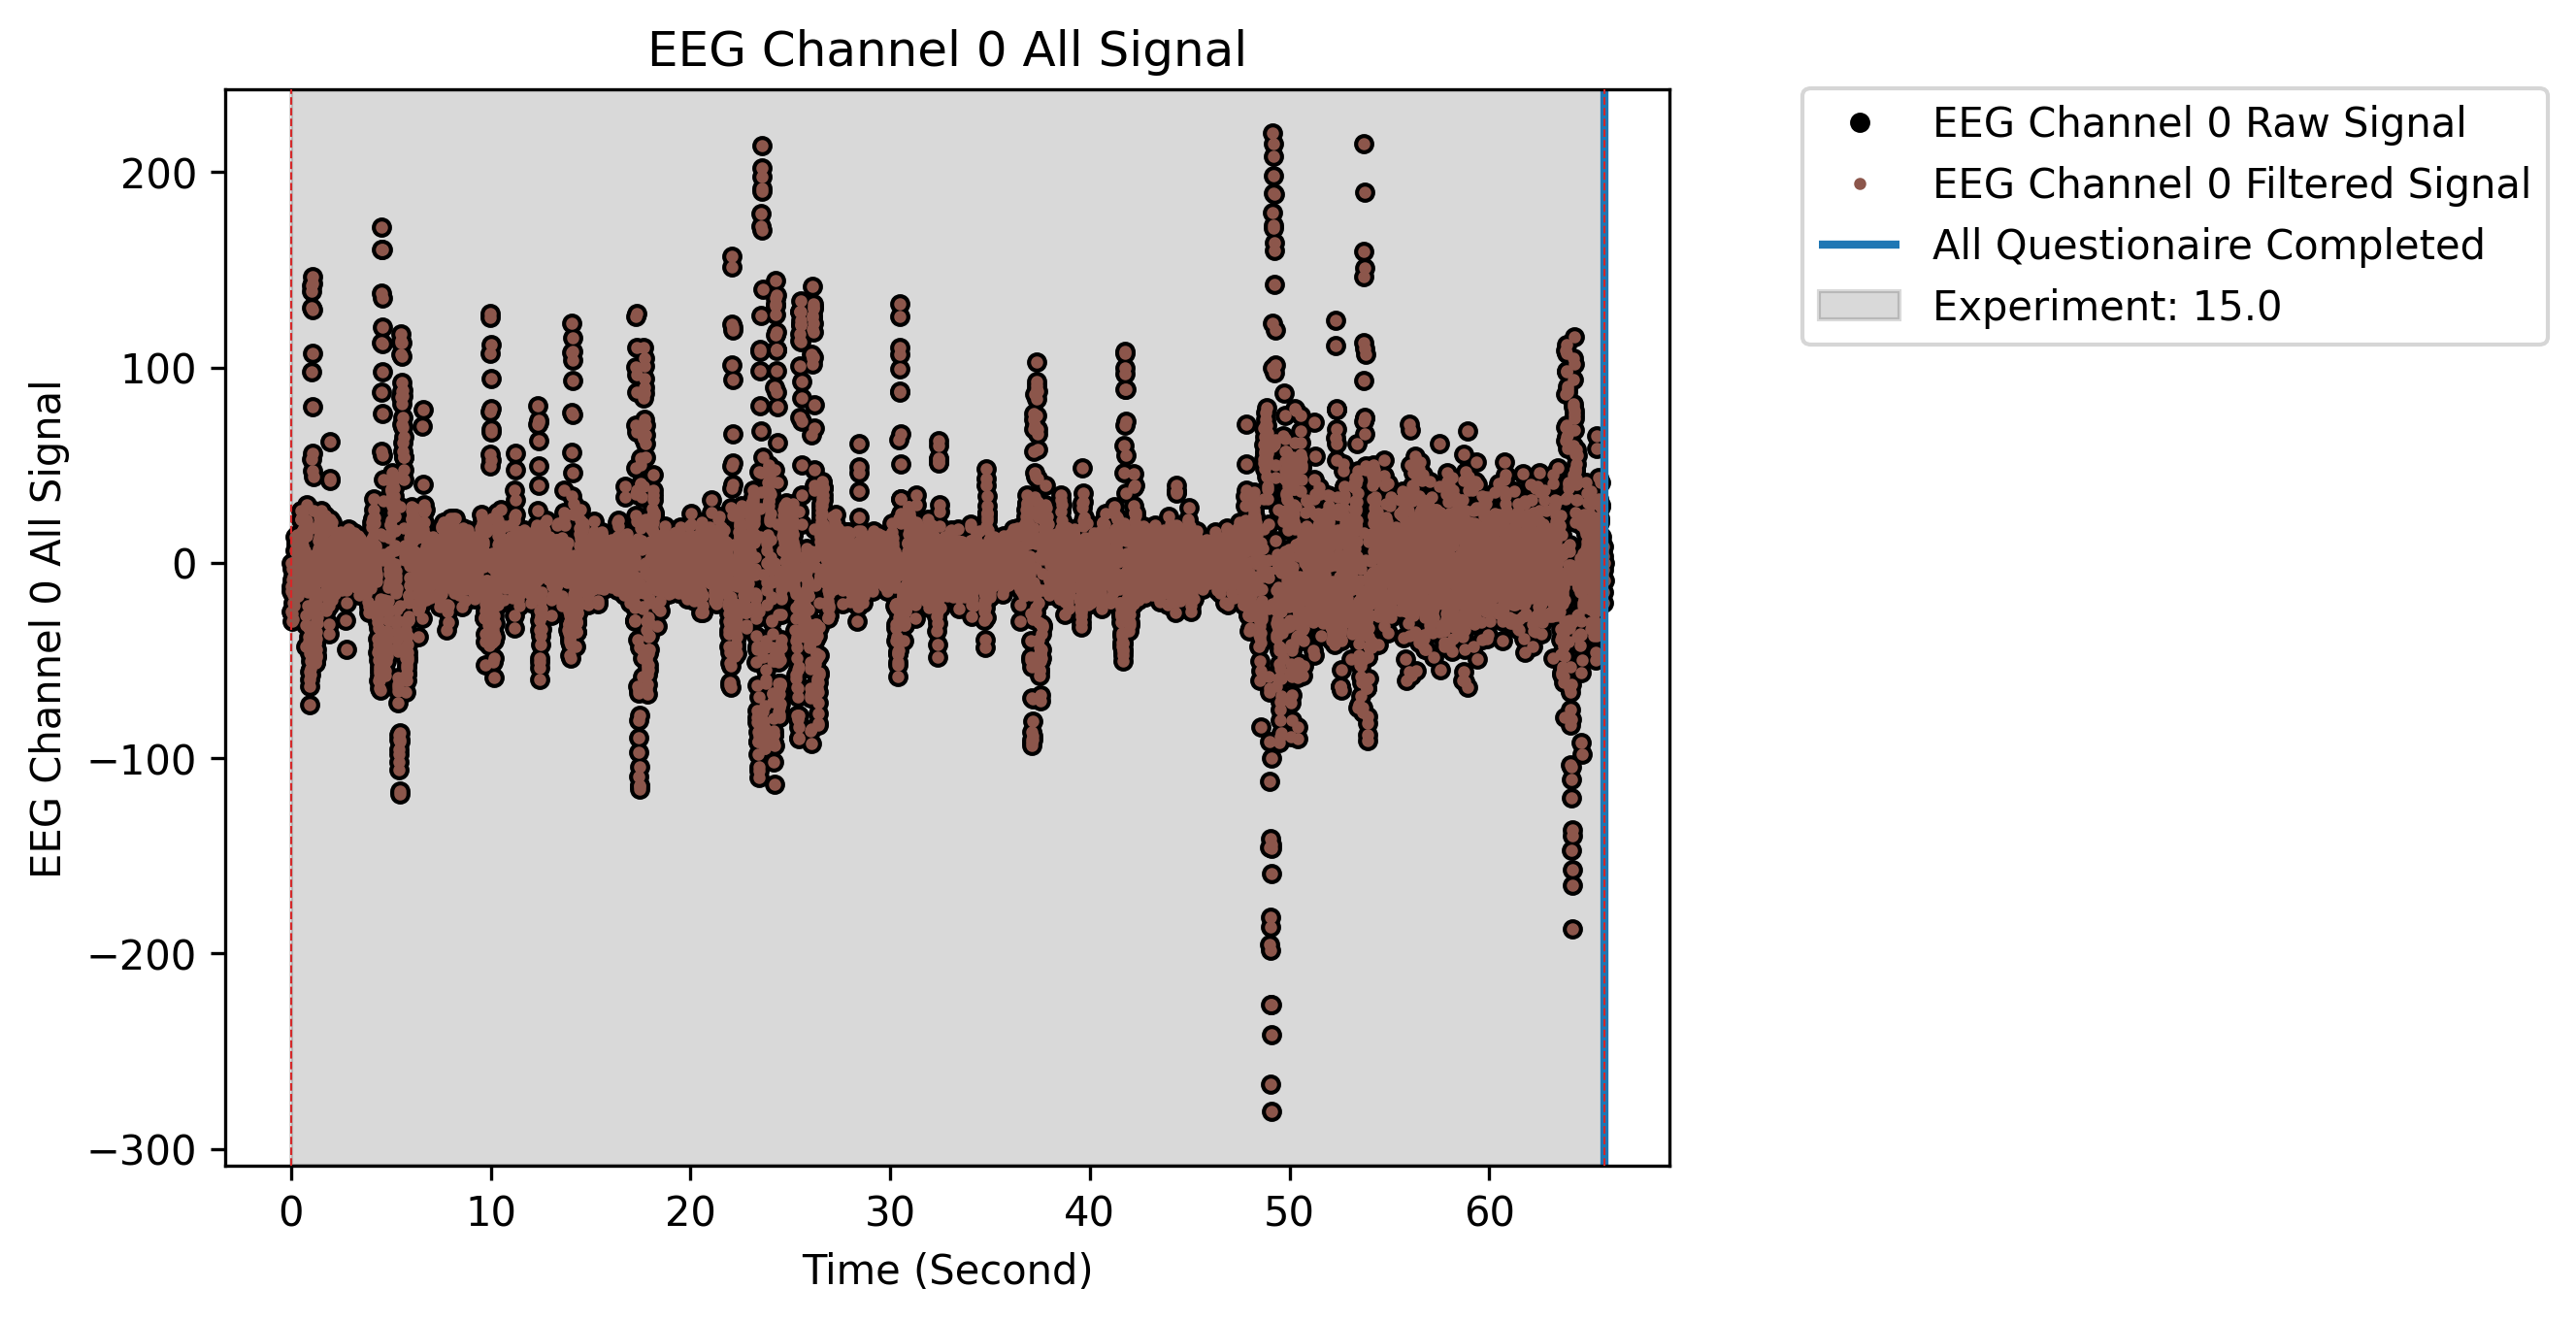 EEG Channel 0 All Signal
EEG Channel 0 Raw Signal
EEG Channel 0 Filtered Signal
All Questionaire Completed
Experiment: 15.0
EEG Channel 0 All Signal
200
100
0
−100
−200
−300
0 10 20 30 40 50 60
Time (Second)